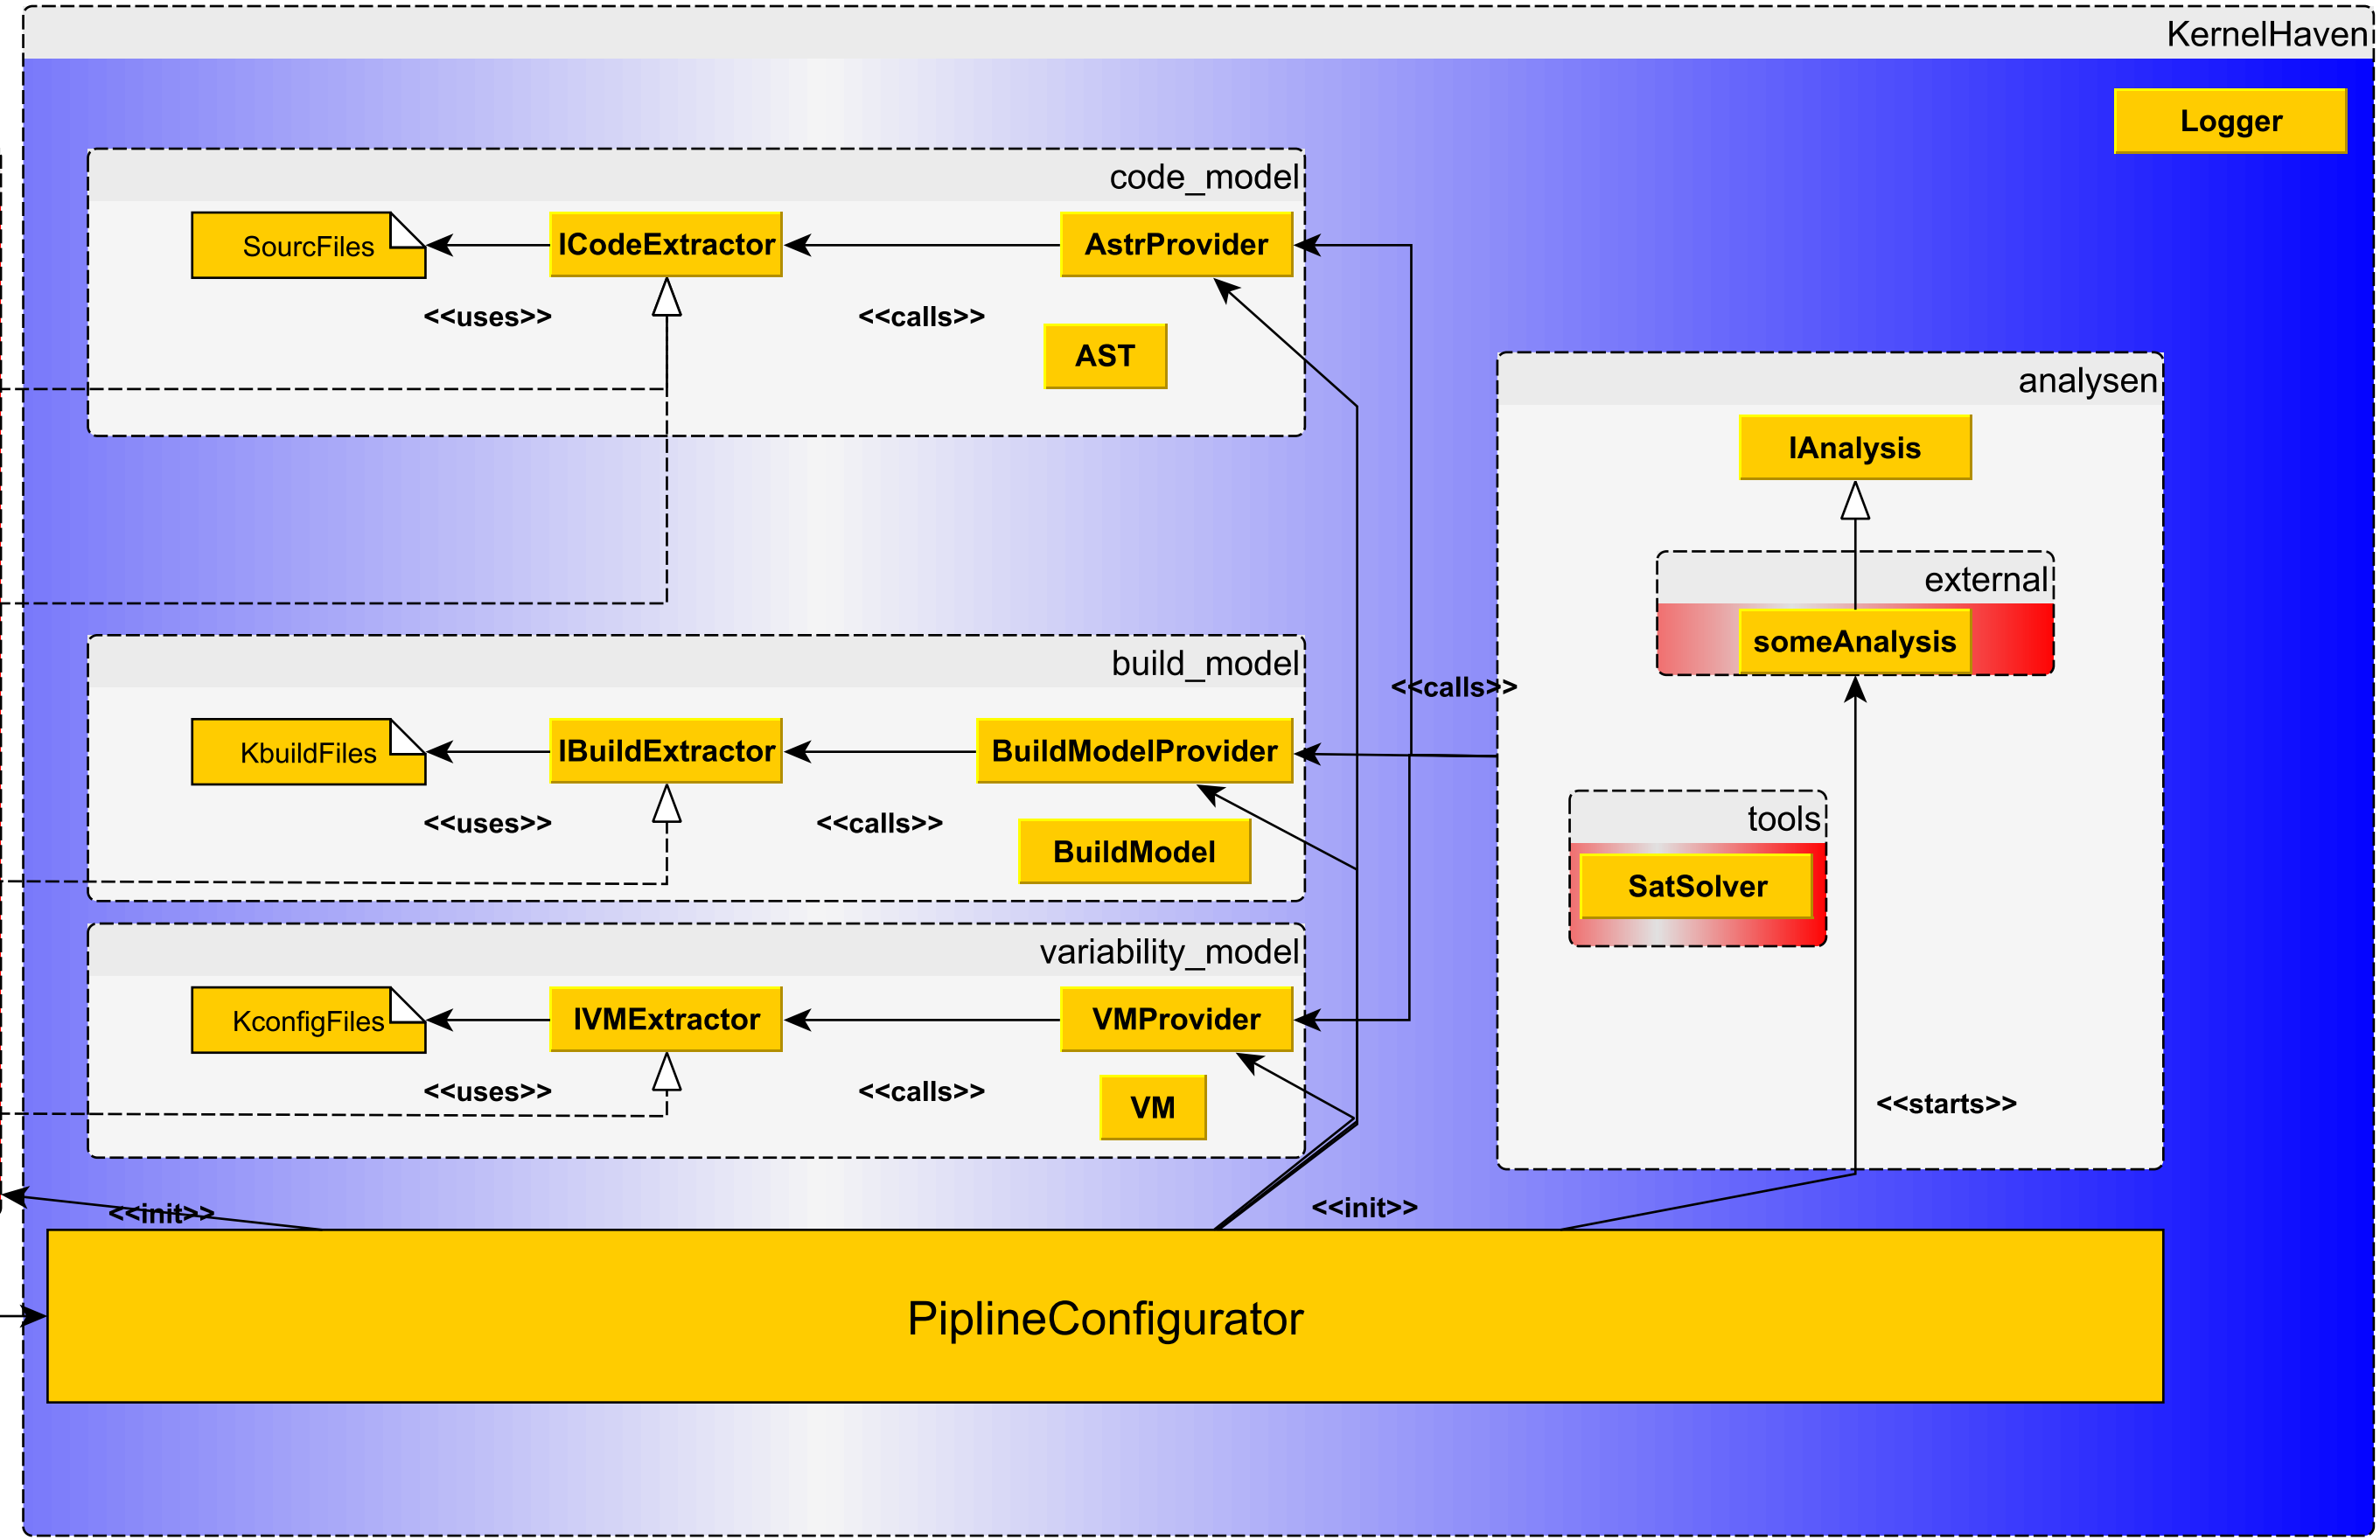 KernelHaven
Logger
code_model
SourcFiles
ICodeExtractor
AstrProvider
<<uses>>
<<calls>>
AST
analysen
IAnalysis
external
someAnalysis
build_model
<<calls>>
KbuildFiles
IBuildExtractor
BuildModelProvider
<<uses>>
<<calls>>
BuildModel
tools
SatSolver
variability_model
KconfigFiles
IVMExtractor
VMProvider
<<uses>>
<<calls>>
VM
<<starts>>
<<init>>
<<init>>
PiplineConfigurator